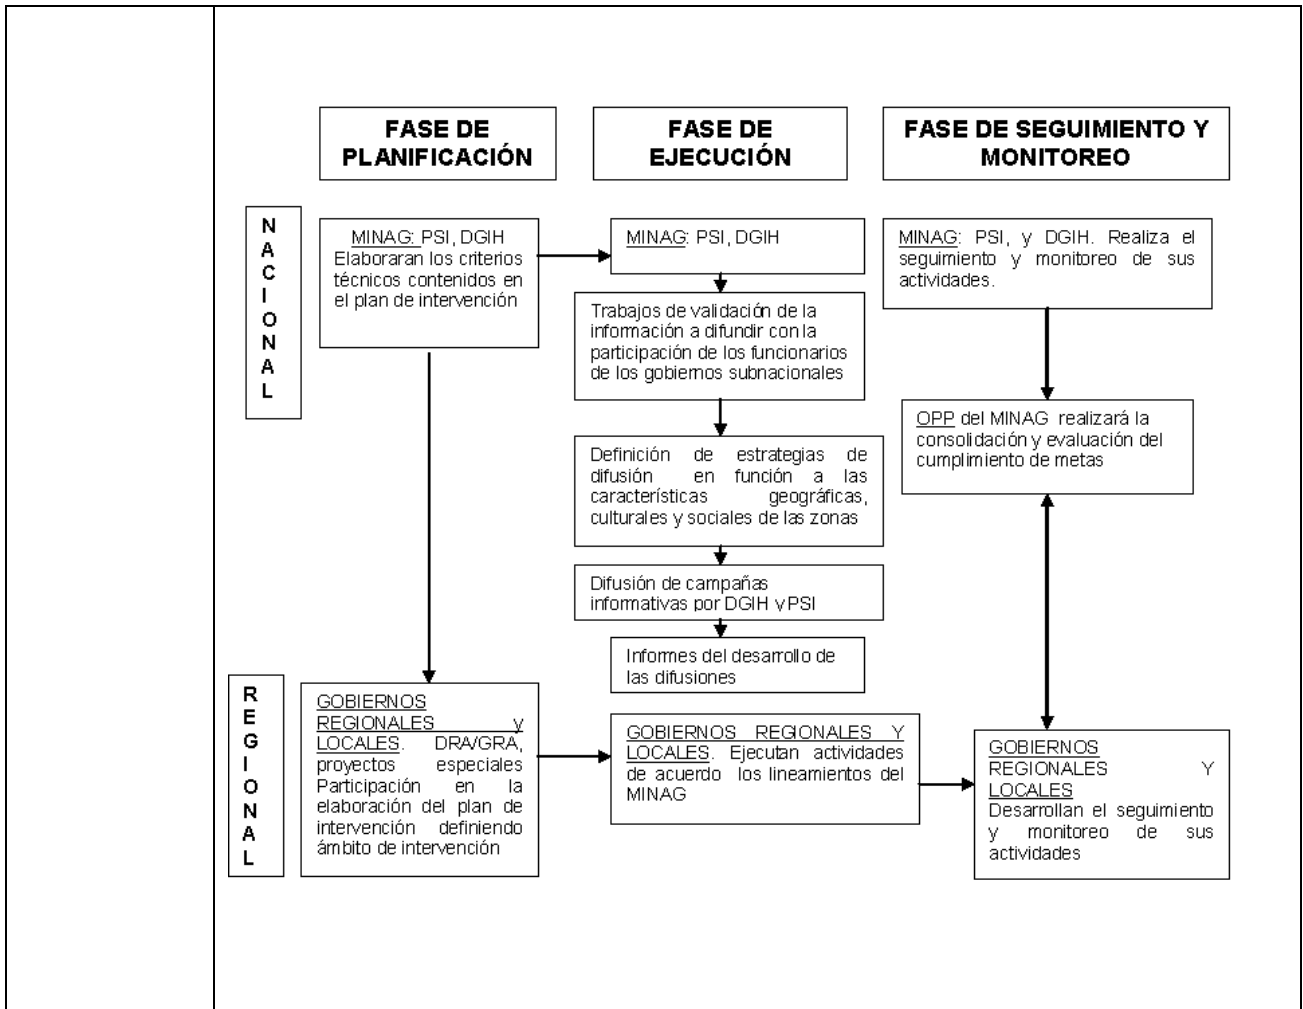 FASE DE
PLANIFICACIÓN
FASE DE
EJECUCIÓN
FASE DE SEGUIMIENTO Y
MONITOREO
NACIONAL
MINAG: PSI, DGIH
Elaboraran los criterios
técnicos contenidos en
el plan de intervención
MINAG: PSI, DGIH
Trabajos de validación de la
información a difundir con la
participación de los funcionarios
de los gobiernos subnacionales
Definición de estrategias de
difusión en función a las
características geográficas,
culturales y sociales de las zonas
Difusión de campañas
informativas por DGIH y PSI
Informes del desarrollo de
las difusiones
MINAG: PSI, y DGIH. Realiza el
seguimiento y monitoreo de sus
actividades.
OPP del MINAG realizará la
consolidación y evaluación del
cumplimiento de metas
REGIONAL
GOBIERNOS
REGIONALES y
LOCALES. DRA/GRA,
proyectos especiales
Participación en la
elaboración del plan de
intervención definiendo
ámbito de intervención
GOBIERNOS REGIONALES Y
LOCALES. Ejecutan actividades
de acuerdo los lineamientos del
MINAG
GOBIERNOS
REGIONALES Y
LOCALES
Desarrollan el seguimiento
y monitoreo de sus
actividades